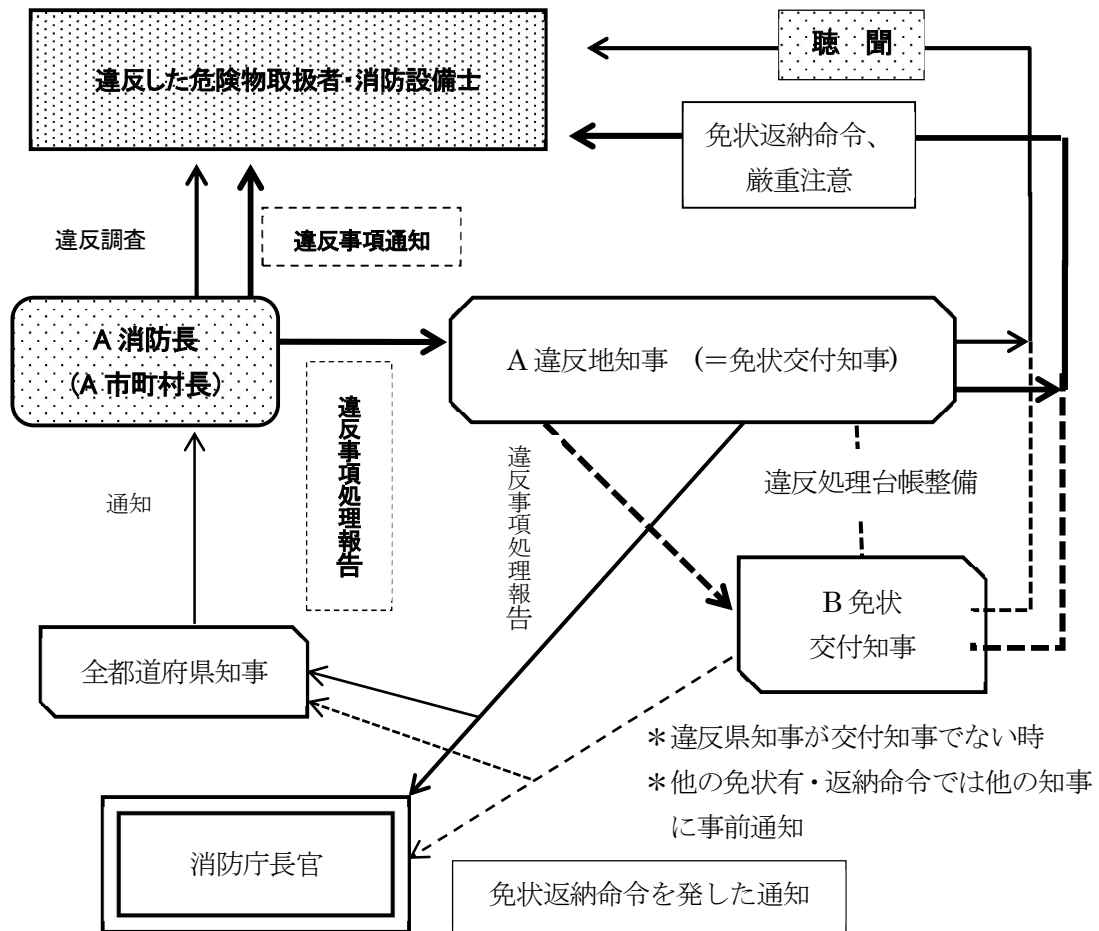 聴　聞
違反した危険物取扱者・消防設備士
免状返納命令、
厳重注意
違反調査
違反事項通知
A 消防長
(A 市町村長)
A 違反地知事　(＝免状交付知事)
違反事項処理報告
違反事項処理報告
違反処理台帳整備
通知
B 免状
交付知事
全都道府県知事
＊違反県知事が交付知事でない時
＊他の免状有・返納命令では他の知事
に事前通知
消防庁長官
免状返納命令を発した通知